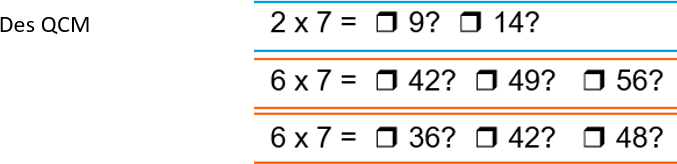 Des QCM
2 x 7 = ❒ 9? ❒ 14?
6 x 7 = ❒ 42? ❒ 49? ❒ 56?
6 x 7 = ❒ 36? ❒ 42? ❒ 48?